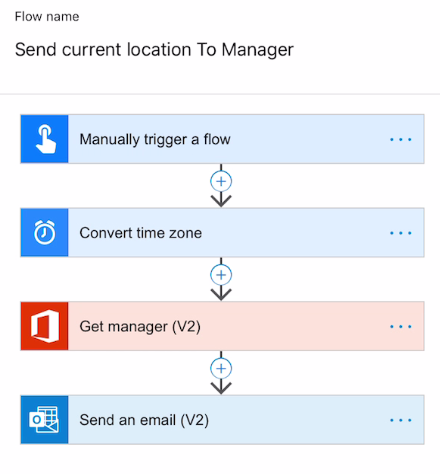 Flow name
Send current location To Manager
Manually trigger a flow
Convert time zone
Get manager (V2)
Send an email (V2)